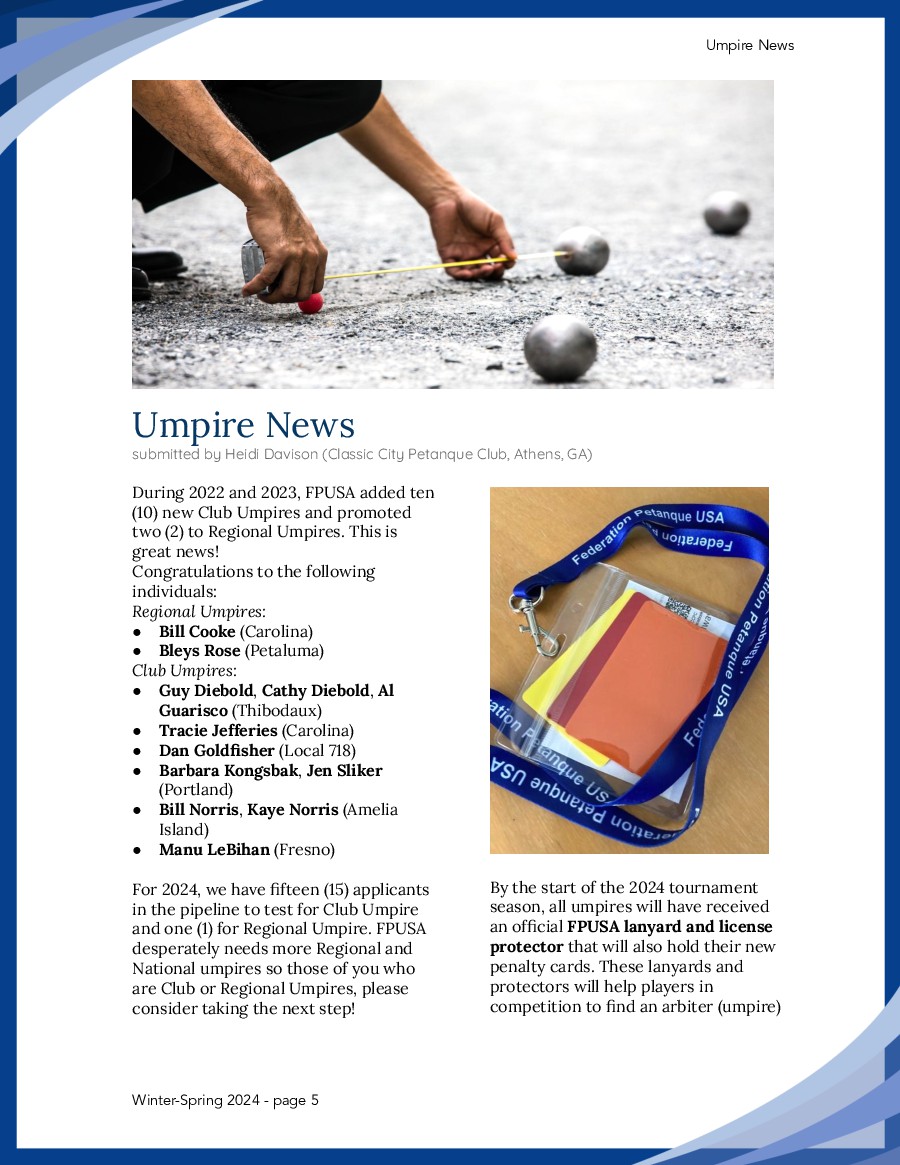 Umpire News
Umpire News
submitted by Heidi Davison (Classic City Petanque Club, Athens, GA)
During 2022 and 2023, FPUSA added ten
(10) new Club Umpires and promoted
two (2) to Regional Umpires. This is
great news!
Congratulations to the following
individuals:
Regional Umpires:
● Bill Cooke (Carolina)
● Bleys Rose (Petaluma)
Club Umpires:
● Guy Diebold, Cathy Diebold, Al
Guarisco (Thibodaux)
● Tracie Jefferies (Carolina)
● Dan Goldfisher (Local 718)
● Barbara Kongsbak, Jen Sliker
(Portland)
● Bill Norris, Kaye Norris (Amelia
Island)
● Manu LeBihan (Fresno)
For 2024, we have fifteen (15) applicants
in the pipeline to test for Club Umpire
and one (1) for Regional Umpire. FPUSA
desperately needs more Regional and
National umpires so those of you who
are Club or Regional Umpires, please
consider taking the next step!
Federation Petanque USA
Federation
Petanque USA
Petanque US
Federation Petanque USA
By the start of the 2024 tournament
season, all umpires will have received
an official FPUSA lanyard and license
protector that will also hold their new
penalty cards. These lanyards and
protectors will help players in
competition to find an arbiter (umpire)
Winter-Spring 2024 - page 5